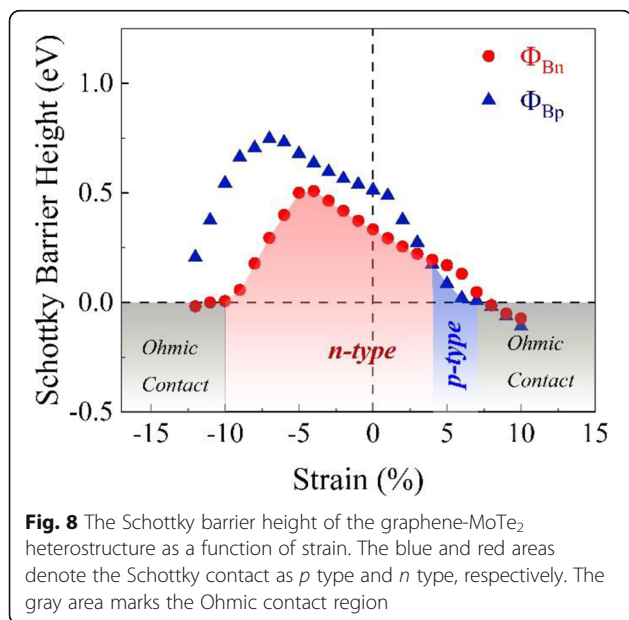 Φ_Bn
Φ_Bp
Schottky Barrier Height (eV)
1.0
0.5
0.0
-0.5
Ohmic
Contact
n-type
p-type
Ohmic
Contact
-15 -10 -5 0 5 10 15
Strain (%)
Fig. 8 The Schottky barrier height of the graphene-MoTe₂
heterostructure as a function of strain. The blue and red areas
denote the Schottky contact as p type and n type, respectively. The
gray area marks the Ohmic contact region